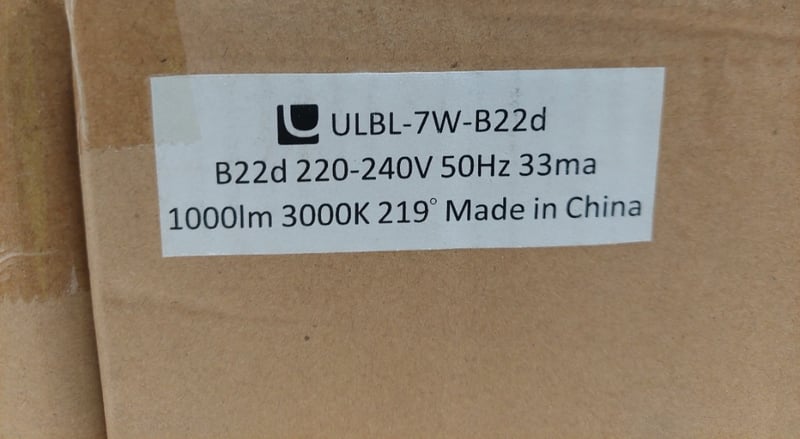 ULBL-7W-B22d
B22d 220-240V 50Hz 33ma
1000lm 3000K 219° Made in China